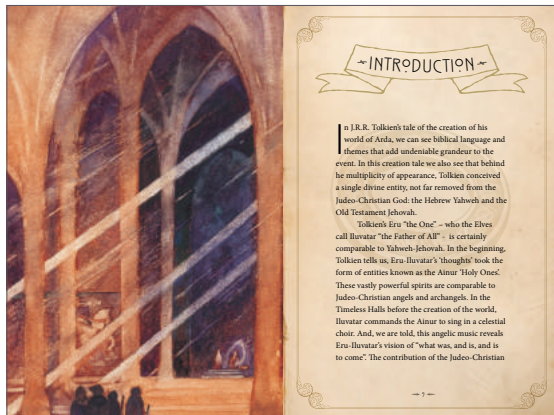 INTRODUCTION
In J.R.R. Tolkien's tale of the creation of his
world of Arda, we can see biblical language and
themes that add undeniable grandeur to the
event. In this creation tale we also see that behind
he multiplicity of appearance, Tolkien conceived
a single divine entity, not far removed from the
Judeo-Christian God: the Hebrew Yahweh and the
Old Testament Jehovah.
Tolkien's Eru "the One" – who the Elves
call Iluvatar "the Father of All" - is certainly
comparable to Yahweh-Jehovah. In the beginning,
Tolkien tells us, Eru-Iluvatar's 'thoughts' took the
form of entities known as the Ainur 'Holy Ones'.
These vastly powerful spirits are comparable to
Judeo-Christian angels and archangels. In the
Timeless Halls before the creation of the world,
Iluvatar commands the Ainur to sing in a celestial
choir. And, we are told, this angelic music reveals
Eru-Iluvatar's vision of "what was, and is, and is
to come". The contribution of the Judeo-Christian